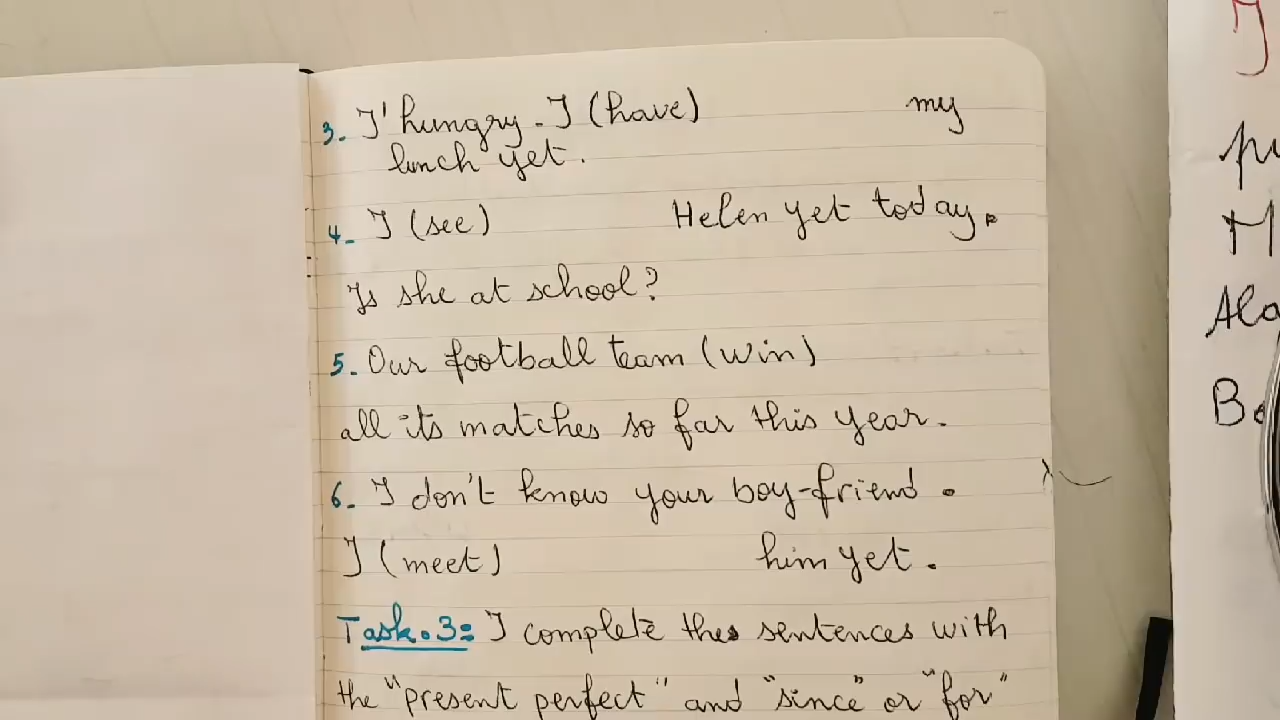 3. I' hungry. I (have) my
lunch yet.
4. I (see) Helen yet today.
Is she at school?
5. Our football team (win)
all its matches so far this year.
6. I don't know your boy-friend.
I (meet) him yet.
Task.3: I complete the sentences with
the "present perfect" and "since" or "for"